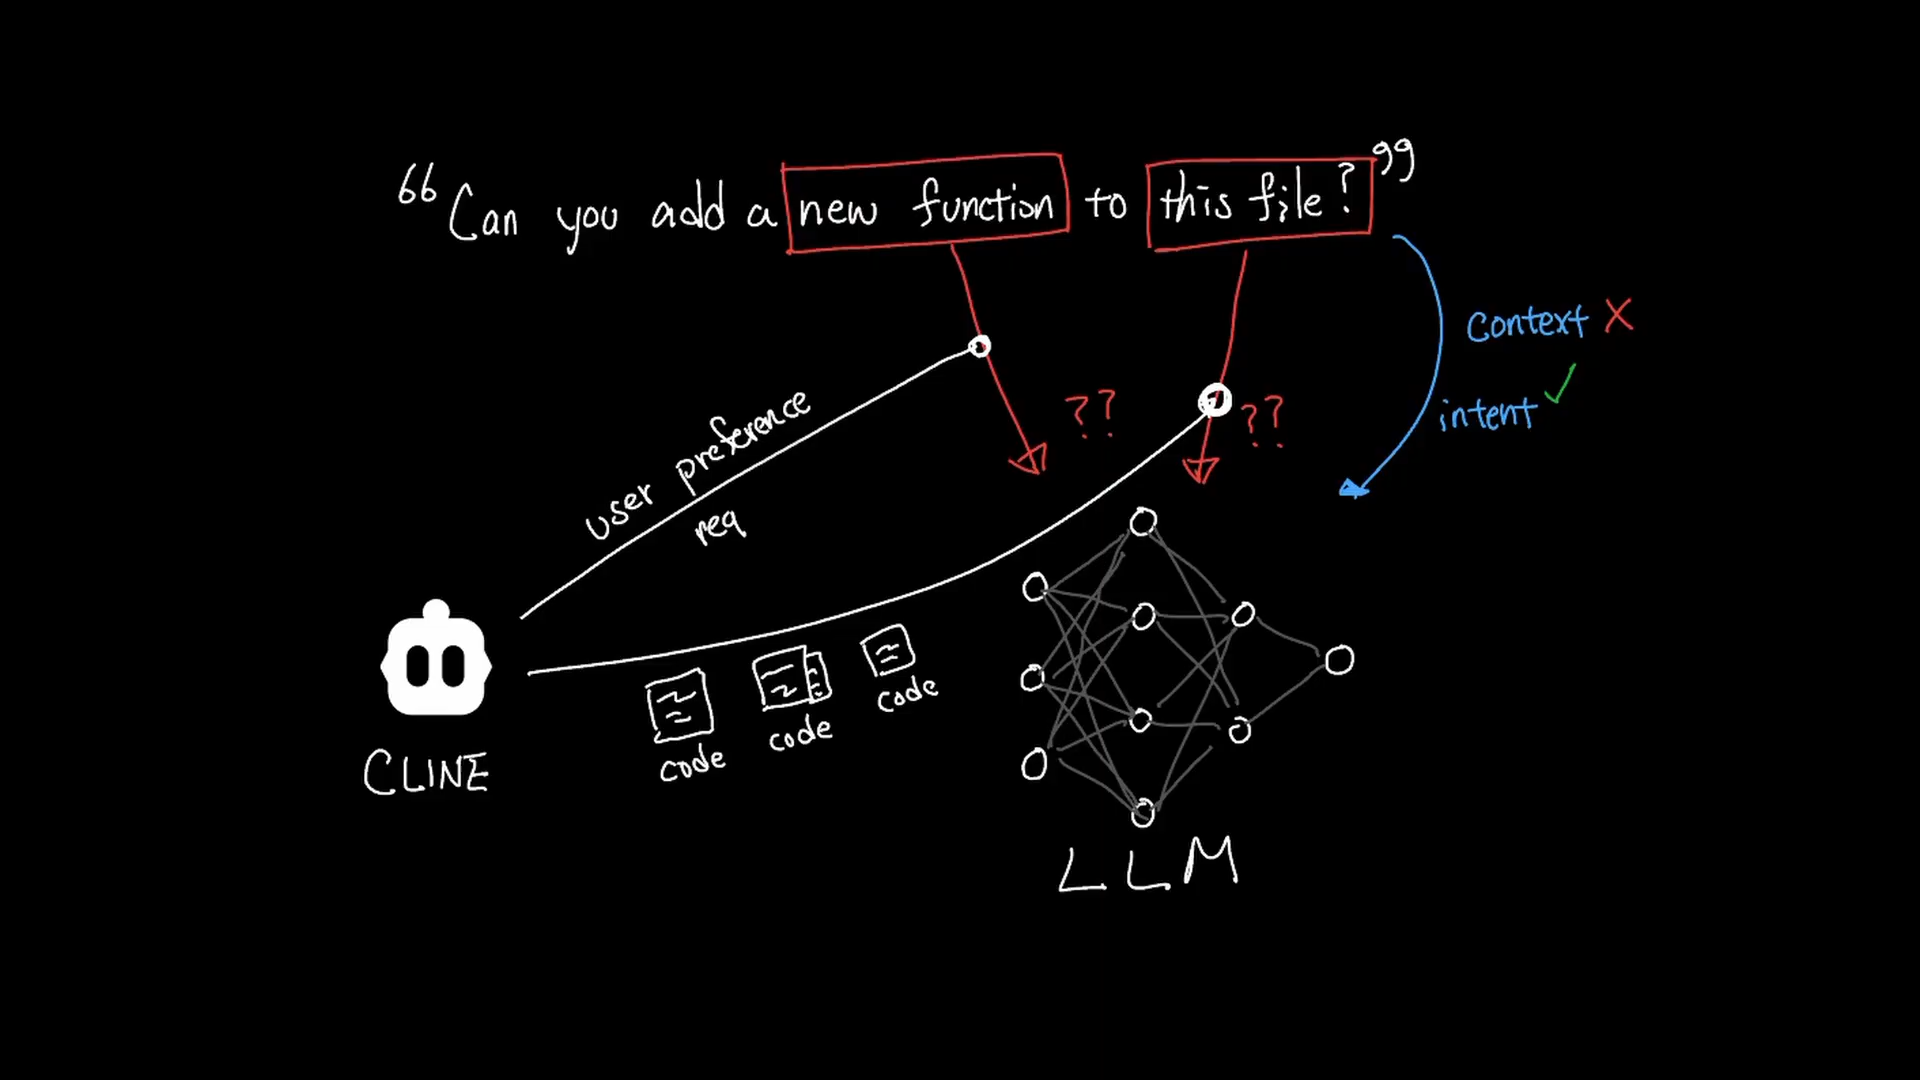 "Can you add a new function to this file?"
context X
intent ✓
?? ??
user preference
req
code code code
CLINE
LLM